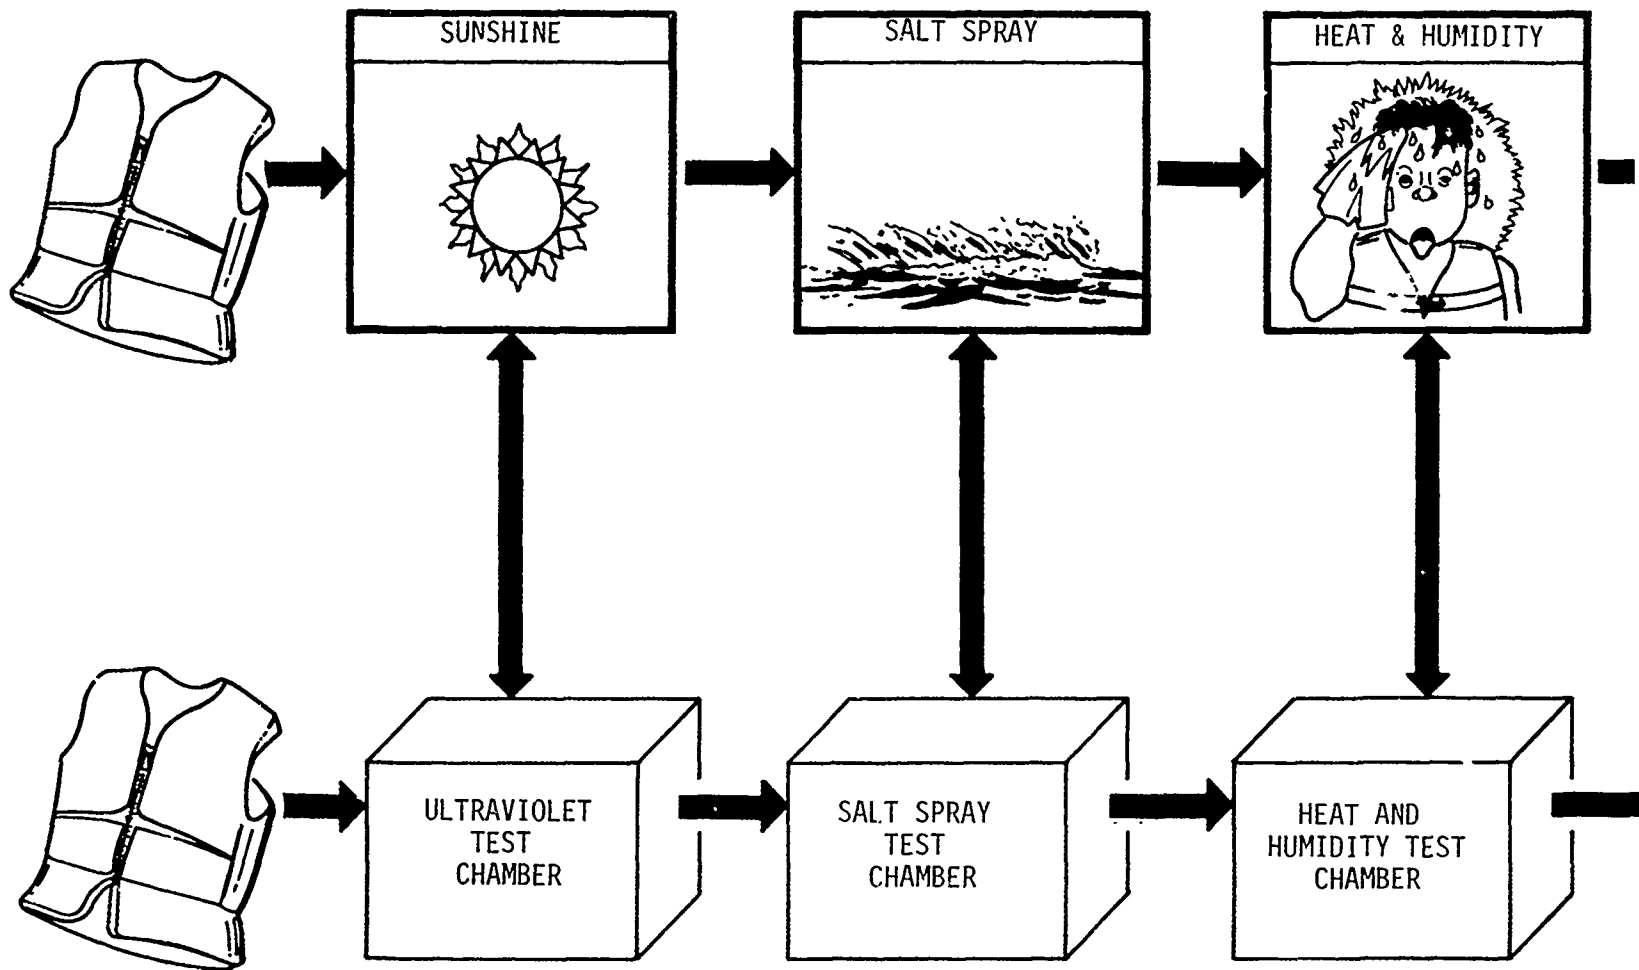 SUNSHINE
SALT SPRAY
HEAT & HUMIDITY
ULTRAVIOLET
TEST
CHAMBER
SALT SPRAY
TEST
CHAMBER
HEAT AND
HUMIDITY TEST
CHAMBER